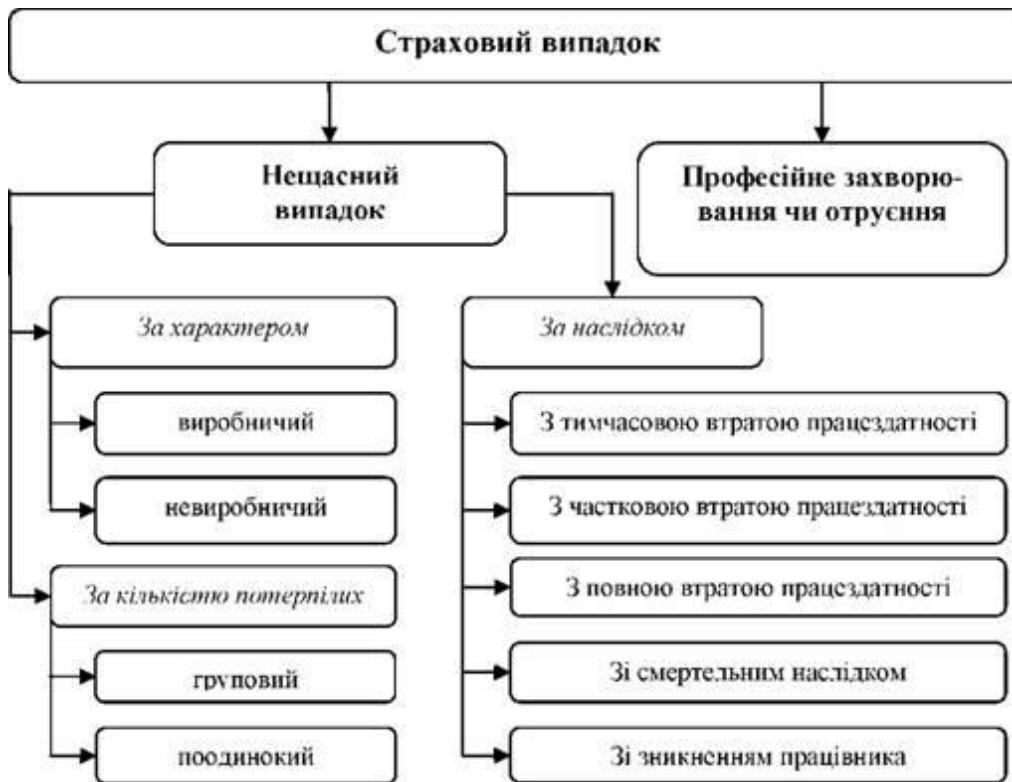 Страховий випадок
Нещасний
випадок
Професійне захворю-
вання чи отруєння
За характером
виробничий
невиробничий
За кількістю потерпілих
груповий
поодинокий
За наслідком
З тимчасовою втратою працездатності
З частковою втратою працездатності
З повною втратою працездатності
Зі смертельним наслідком
Зі зникненням працівника